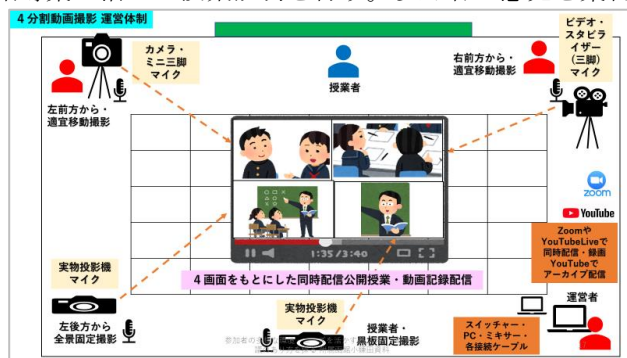 4分割動画撮影 運営体制
カメラ・
ミニ三脚
マイク
左前方から・
適宜移動撮影
授業者
右前方から・
適宜移動撮影
ビデオ・
スタビラ
イザー
(三脚)
マイク
1:35/3:40
zoom
YouTube
Zoomや
YouTubeLiveで
同時配信・録画
YouTubeで
アーカイブ配信
4画面をもとにした同時配信公開授業・動画記録配信
実物投影機
マイク
左後方から
全景固定撮影
実物投影機
マイク
授業者・
黒板固定撮影
運営者
スイッチャー・
PC・ミキサー・
各接続ケーブル